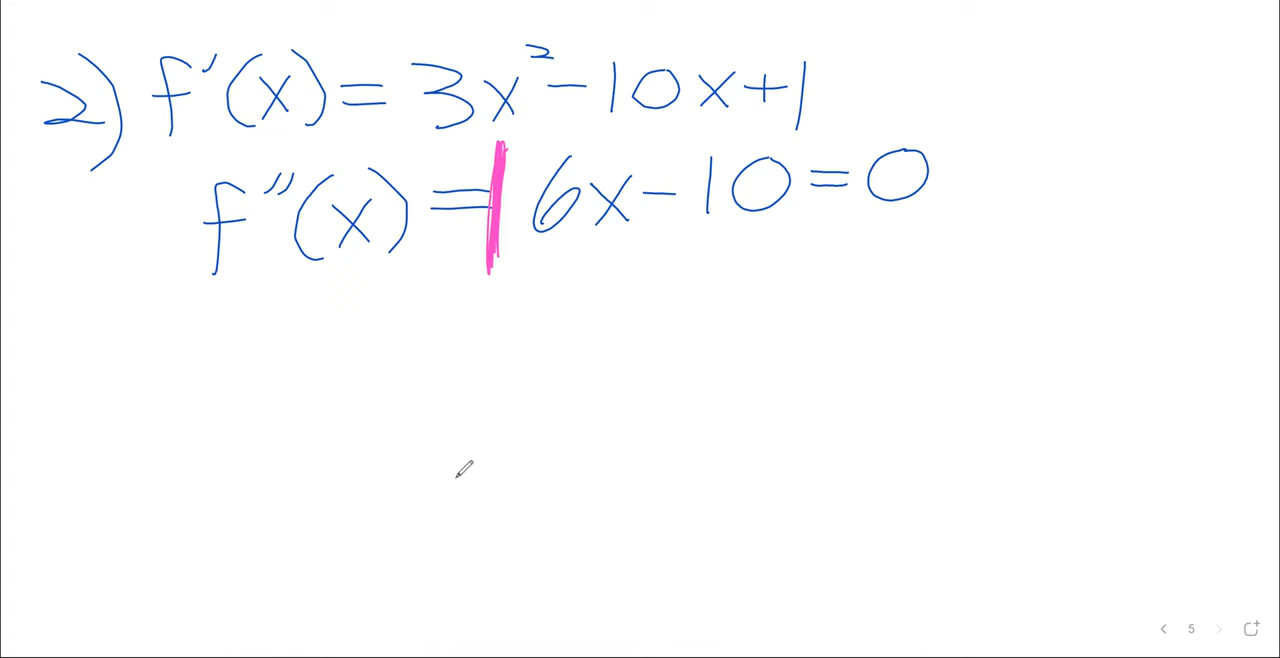 2) f'(x) = 3x² - 10x + 1
f''(x) = 6x - 10 = 0
5